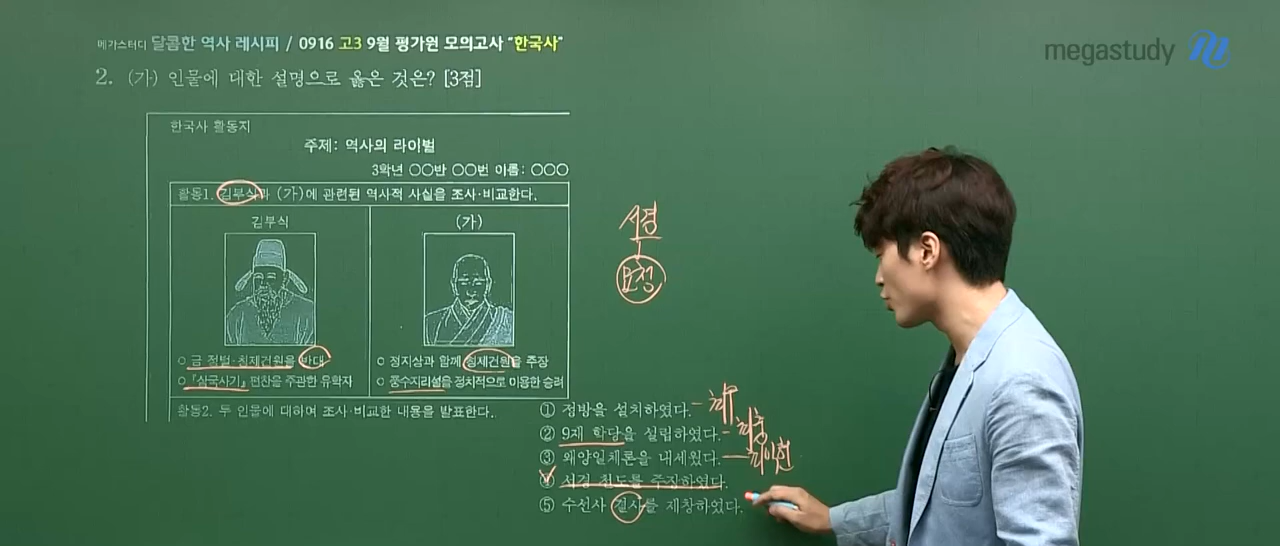 메가스터디 달콤한 역사 레시피 / 0916 고3 9월 평가원 모의고사 "한국사"
megastudy
2. (가) 인물에 대한 설명으로 옳은 것은? [3점]
한국사 활동지
주제: 역사의 라이벌
3학년 ○○반 ○○번 이름: ○○○
활동1. 김부식과 (가)에 관련된 역사적 사실을 조사·비교한다.
김부식
(가)
○ 금 정벌·칭제건원을 반대
○ 『삼국사기』 편찬을 주관한 유학자
○ 정지상과 함께 칭제건원을 주장
○ 풍수지리설을 정치적으로 이용한 승려
활동2. 두 인물에 대하여 조사·비교한 내용을 발표한다.
서경
묘청
① 정방을 설치하였다. - 최우
② 9재 학당을 설립하였다. - 최충
③ 왜양일체론을 내세웠다. - 최익현
④ 서경 천도를 주장하였다.
⑤ 수선사 결사를 제창하였다.